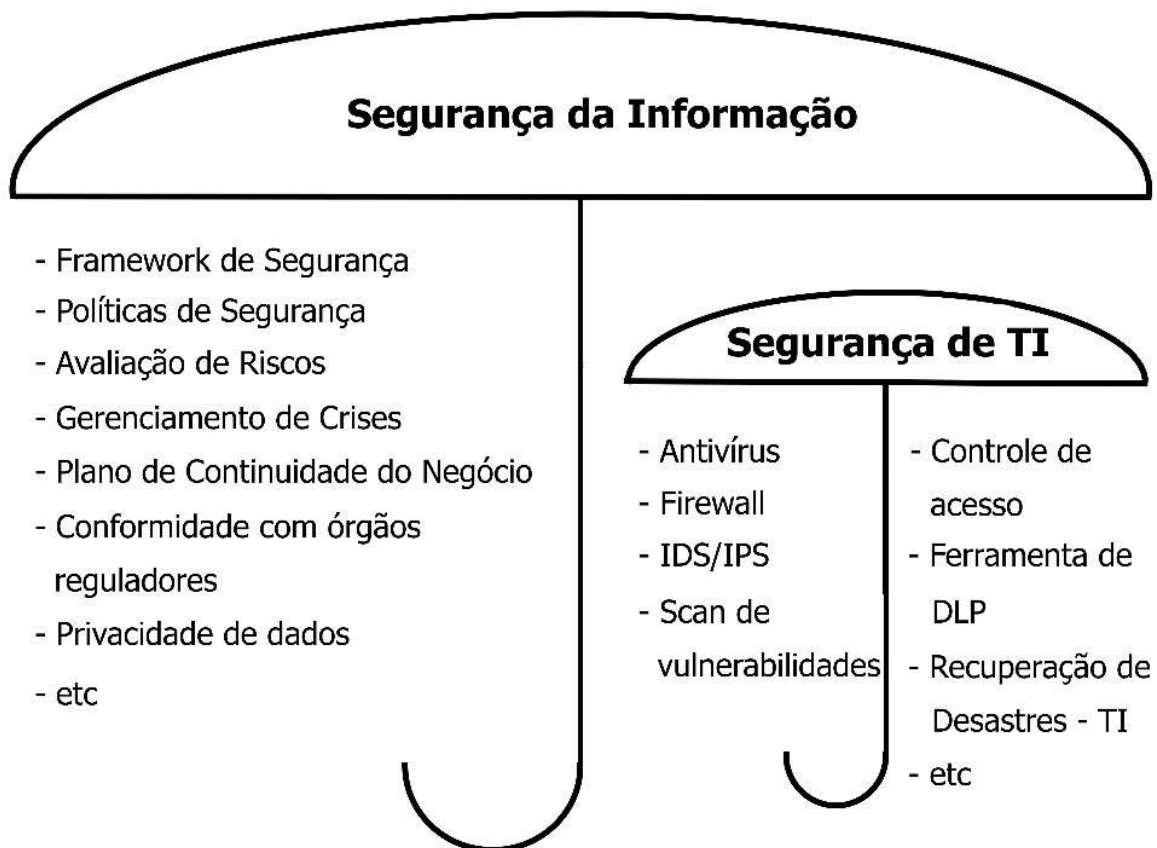 Segurança da Informação
- Framework de Segurança
- Políticas de Segurança
- Avaliação de Riscos
- Gerenciamento de Crises
- Plano de Continuidade do Negócio
- Conformidade com órgãos
reguladores
- Privacidade de dados
- etc
Segurança de TI
- Antivírus
- Firewall
- IDS/IPS
- Scan de
vulnerabilidades
- Controle de
acesso
- Ferramenta de
DLP
- Recuperação de
Desastres - TI
- etc